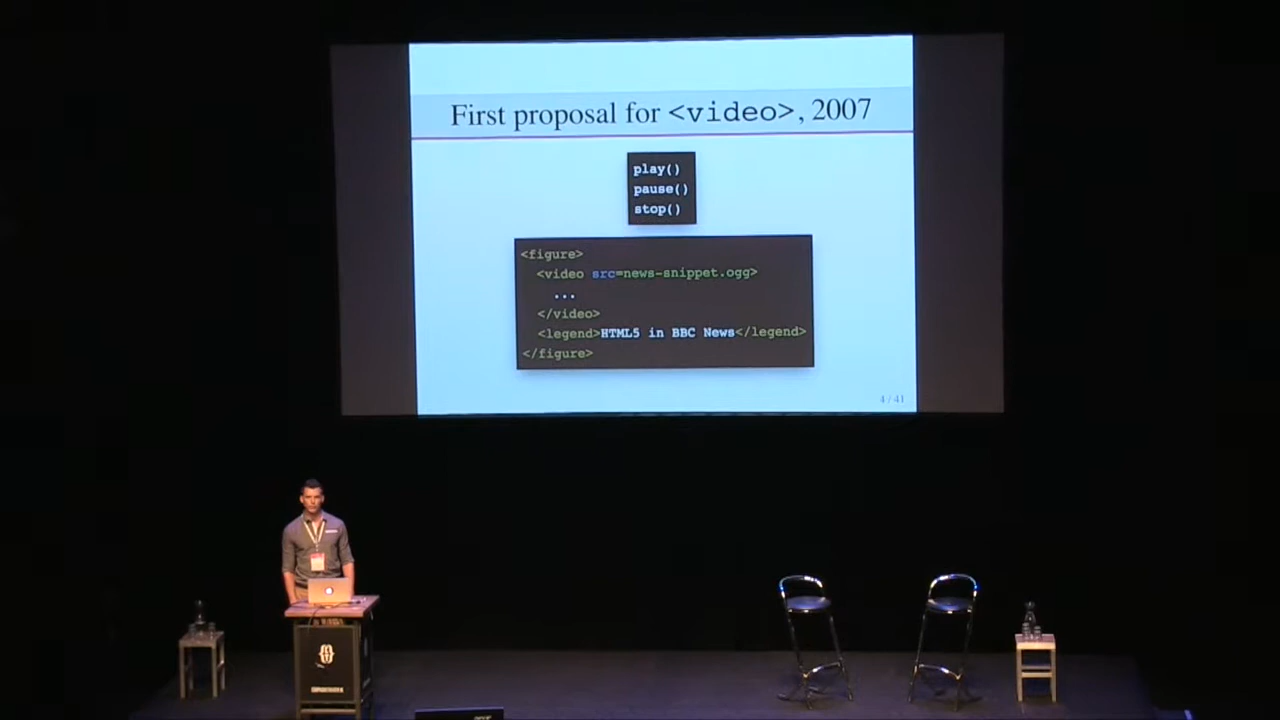 First proposal for <video>, 2007
play()
pause()
stop()
<figure>
<video src=news-snippet.ogg>
...
</video>
<legend>HTML5 in BBC News</legend>
</figure>
4 / 41